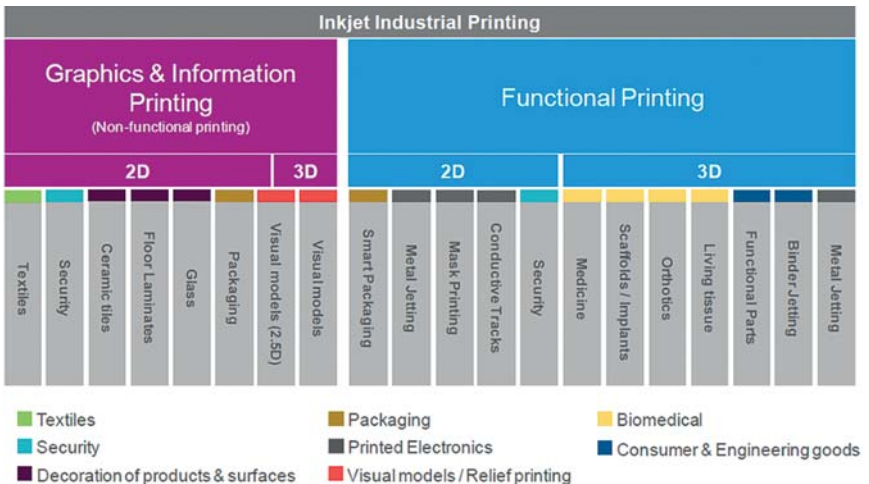 Inkjet Industrial Printing
Graphics & Information
Printing
(Non-functional printing)
Functional Printing
2D
3D
2D
3D
Textiles
Security
Ceramic tiles
Floor Laminates
Glass
Packaging
Visual models (2.5D)
Visual models
Smart Packaging
Metal Jetting
Mask Printing
Conductive Tracks
Security
Medicine
Scaffolds / Implants
Orthotics
Living tissue
Functional Parts
Binder Jetting
Metal Jetting
Textiles
Packaging
Biomedical
Security
Printed Electronics
Consumer & Engineering goods
Decoration of products & surfaces
Visual models / Relief printing